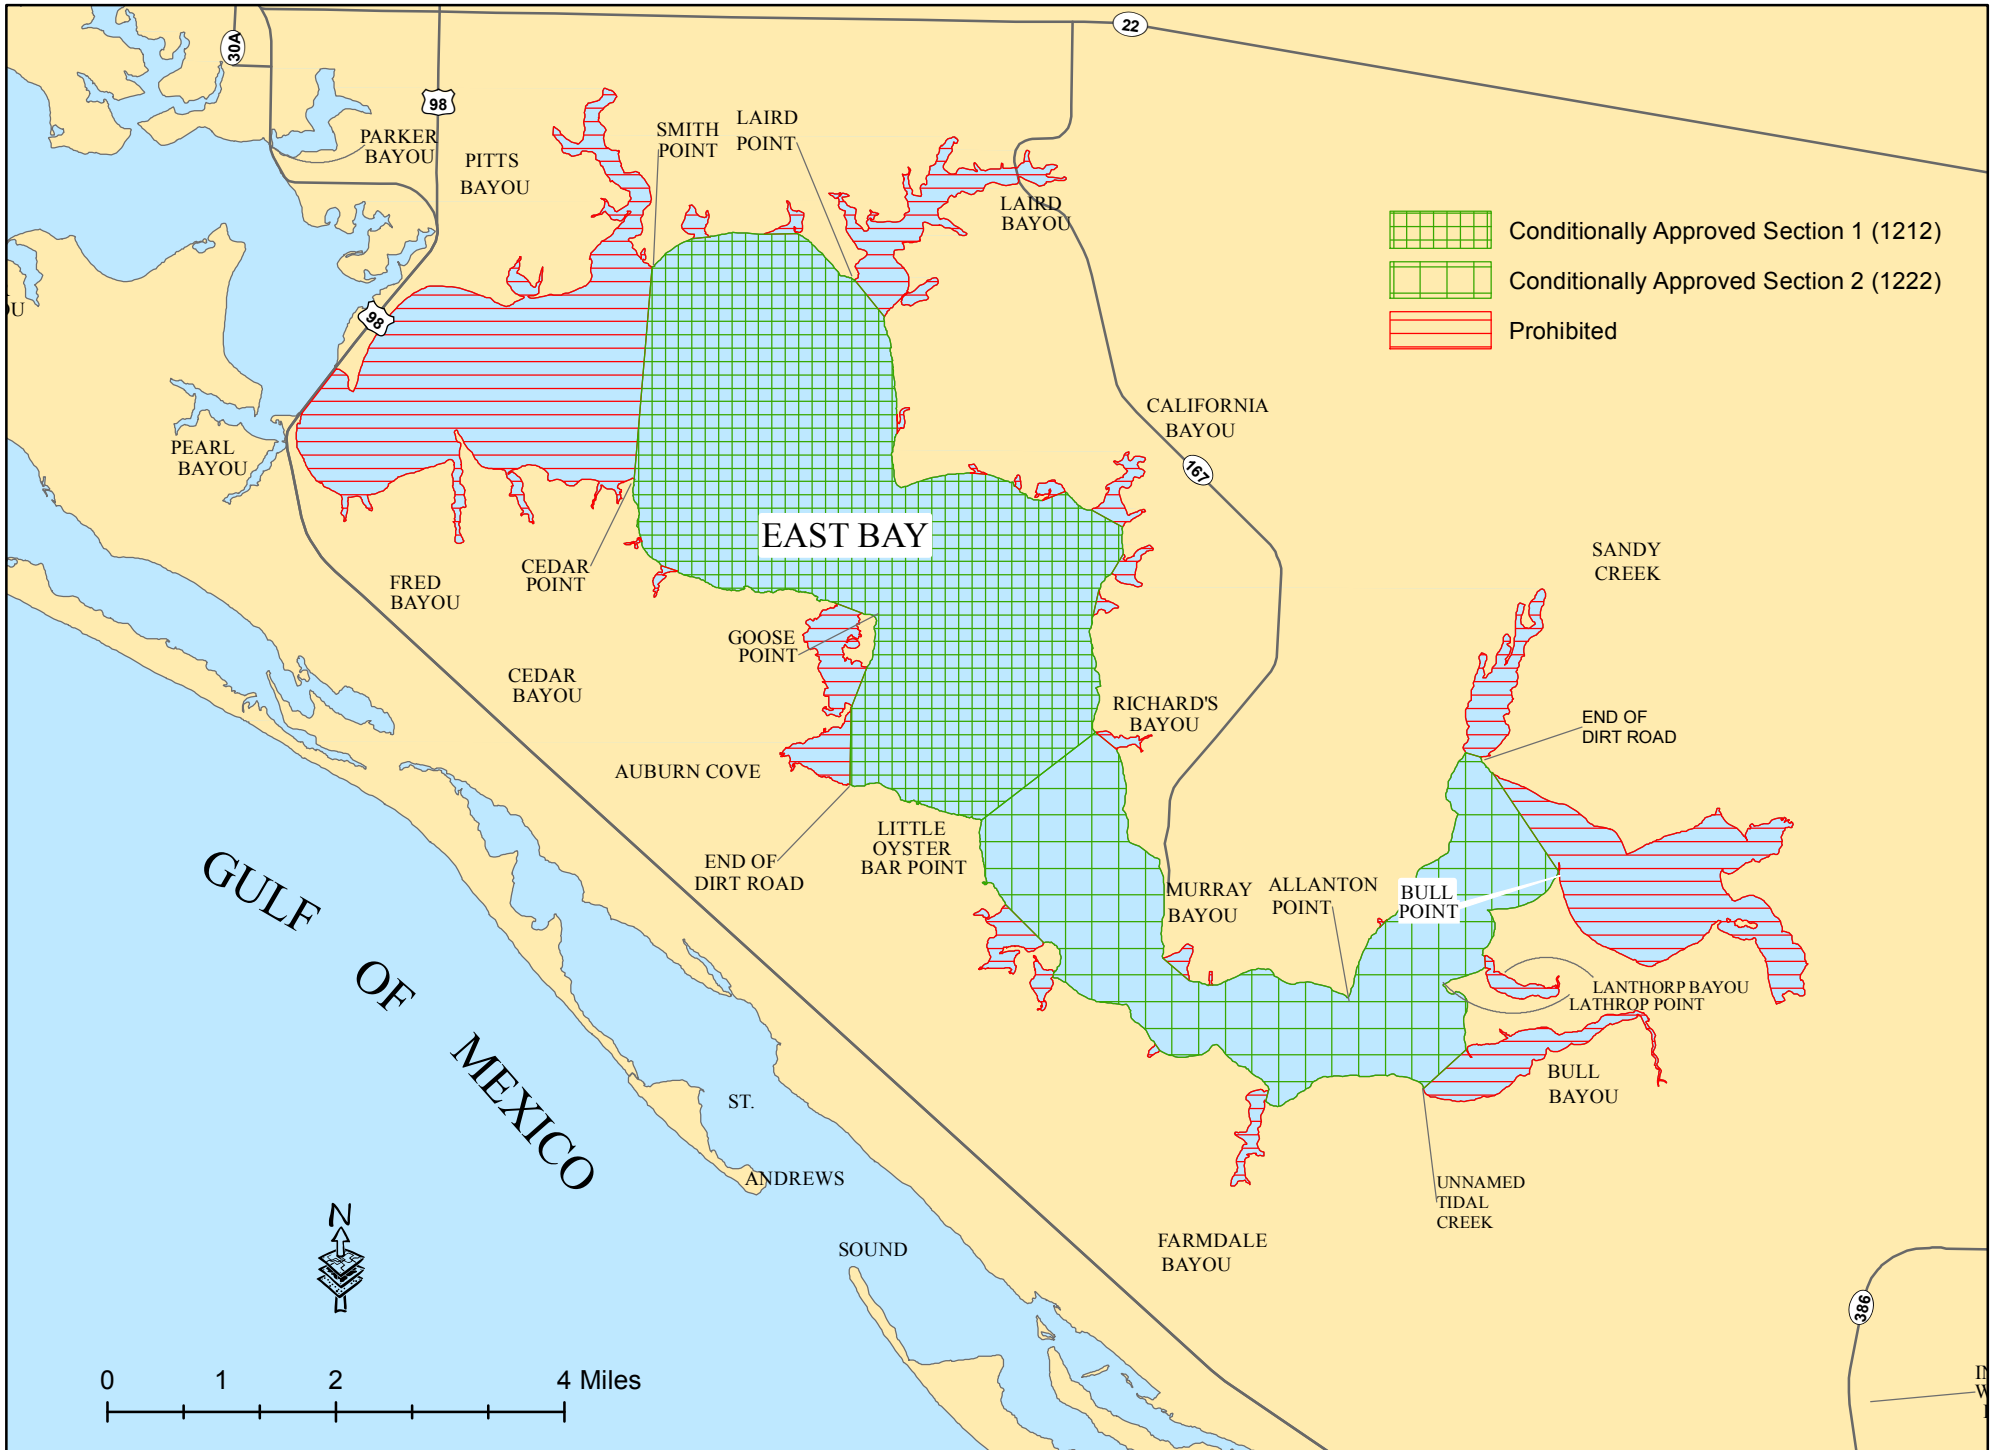 22
30A
98
PARKER
BAYOU
PITTS
BAYOU
SMITH
POINT
LAIRD
POINT
LAIRD
BAYOU
Conditionally Approved Section 1 (1212)
Conditionally Approved Section 2 (1222)
Prohibited
98
PEARL
BAYOU
CALIFORNIA
BAYOU
167
EAST BAY
CEDAR
POINT
FRED
BAYOU
SANDY
CREEK
GOOSE
POINT
CEDAR
BAYOU
RICHARD'S
BAYOU
END OF
DIRT ROAD
AUBURN COVE
LITTLE
OYSTER
BAR POINT
END OF
DIRT ROAD
MURRAY
BAYOU
ALLANTON
POINT
BULL
POINT
GULF
OF
MEXICO
LANTHORP BAYOU
LATHROP POINT
BULL
BAYOU
ST.
ANDREWS
SOUND
UNNAMED
TIDAL
CREEK
FARMDALE
BAYOU
N
386
0 1 2 4 Miles